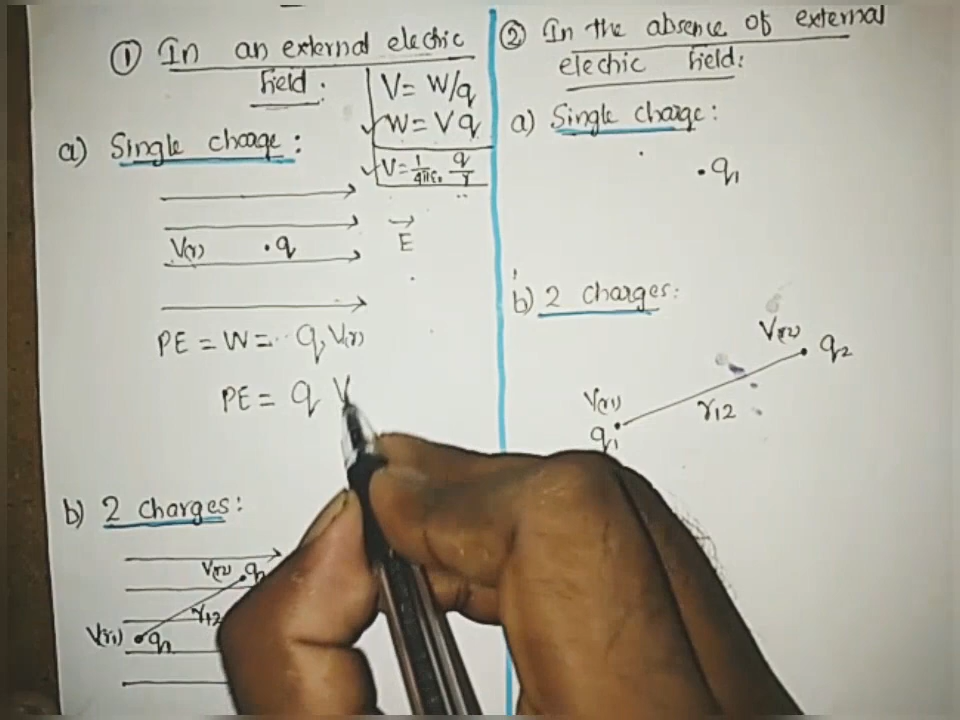 ① In an external electric
field:
V = W/q
W = Vq
V = 1/4πε₀ q/r
a) Single charge:
V(r) .q
E
PE = W = q V(r)
PE = q V
b) 2 charges:
V(r2) .q
r12
V(r1) q1
② In the absence of external
electric field:
a) Single charge:
.q1
b) 2 charges:
V(r2) q2
V(r1) r12
q1